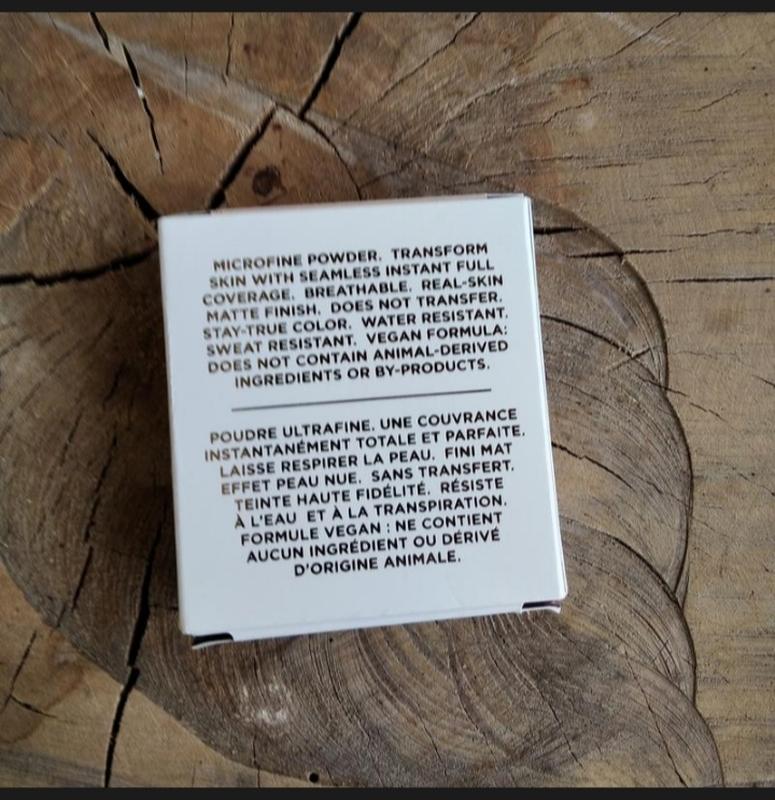 MICROFINE POWDER. TRANSFORM
SKIN WITH SEAMLESS INSTANT FULL
COVERAGE. BREATHABLE. REAL-SKIN
MATTE FINISH. DOES NOT TRANSFER.
STAY-TRUE COLOR. WATER RESISTANT.
SWEAT RESISTANT. VEGAN FORMULA:
DOES NOT CONTAIN ANIMAL-DERIVED
INGREDIENTS OR BY-PRODUCTS.
POUDRE ULTRAFINE. UNE COUVRANCE
INSTANTANÉMENT TOTALE ET PARFAITE.
LAISSE RESPIRER LA PEAU. FINI MAT
EFFET PEAU NUE. SANS TRANSFERT.
TEINTE HAUTE FIDÉLITÉ. RÉSISTE
À L'EAU ET À LA TRANSPIRATION.
FORMULE VEGAN : NE CONTIENT
AUCUN INGRÉDIENT OU DÉRIVÉ
D'ORIGINE ANIMALE.